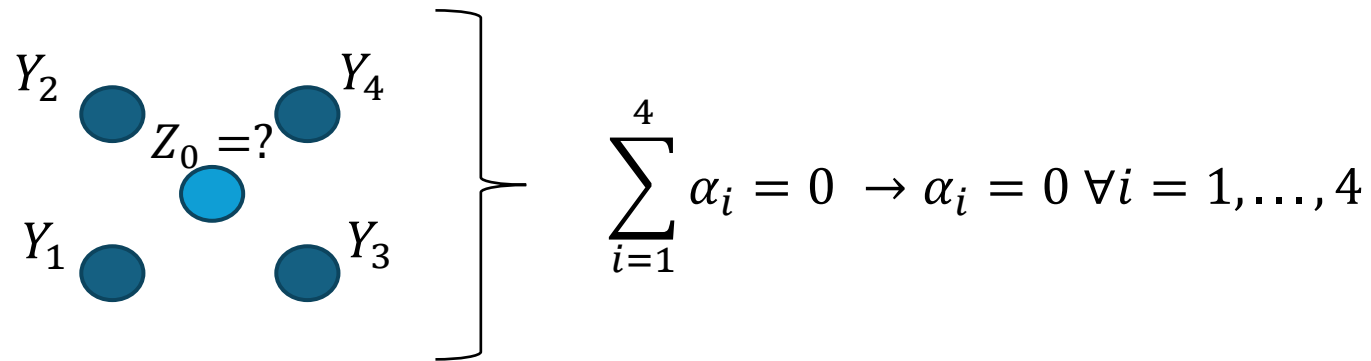 Y₂ Y₄
Z₀ =?
Y₁ Y₃
∑_{i=1}^{4} αᵢ = 0 → αᵢ = 0 ∀i = 1,...,4